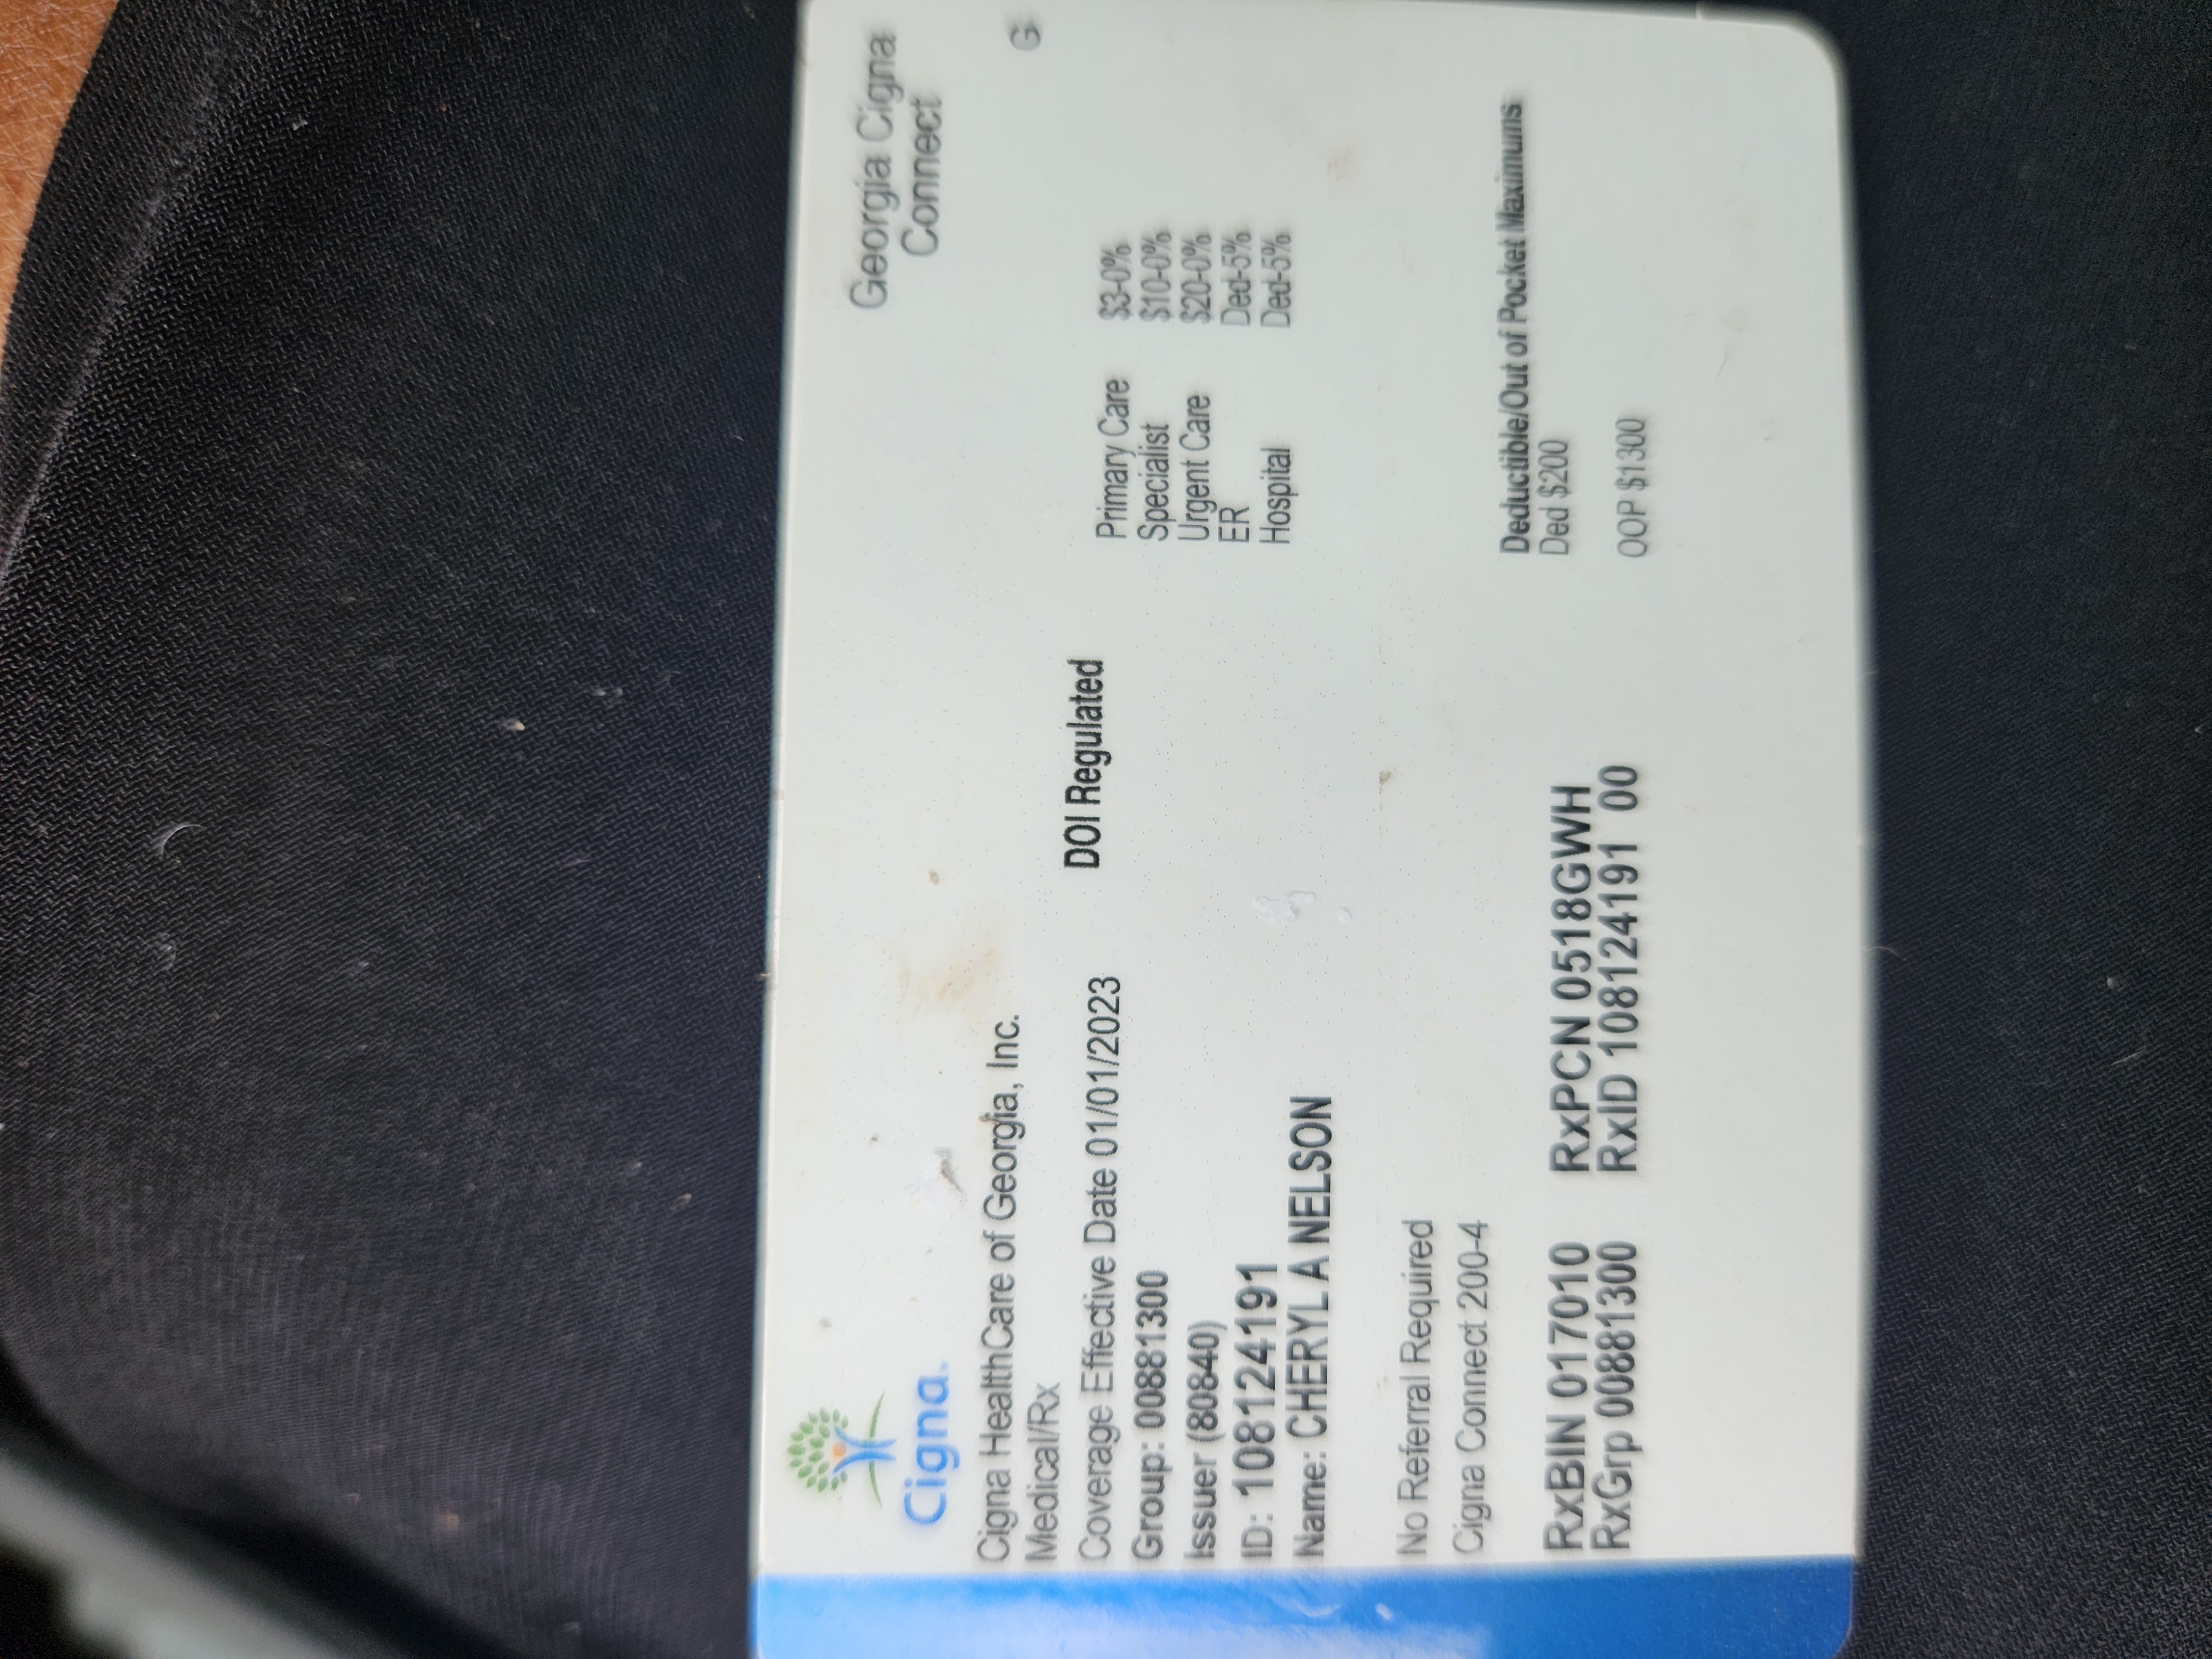 Cigna.
Georgia Cigna
Connect
G
Cigna HealthCare of Georgia, Inc.
Medical/Rx
Coverage Effective Date 01/01/2023
DOI Regulated
Group: 00881300
Issuer (80840)
ID: 108124191
Name: CHERYL A NELSON
Primary Care $3-0%
Specialist $10-0%
Urgent Care $20-0%
ER Ded-5%
Hospital Ded-5%
No Referral Required
Cigna Connect 200-4
RxBIN 017010 RxPCN 0518GWH
RxGrp 00881300 RxID 108124191 00
Deductible/Out of Pocket Maximums
Ded $200
OOP $1300